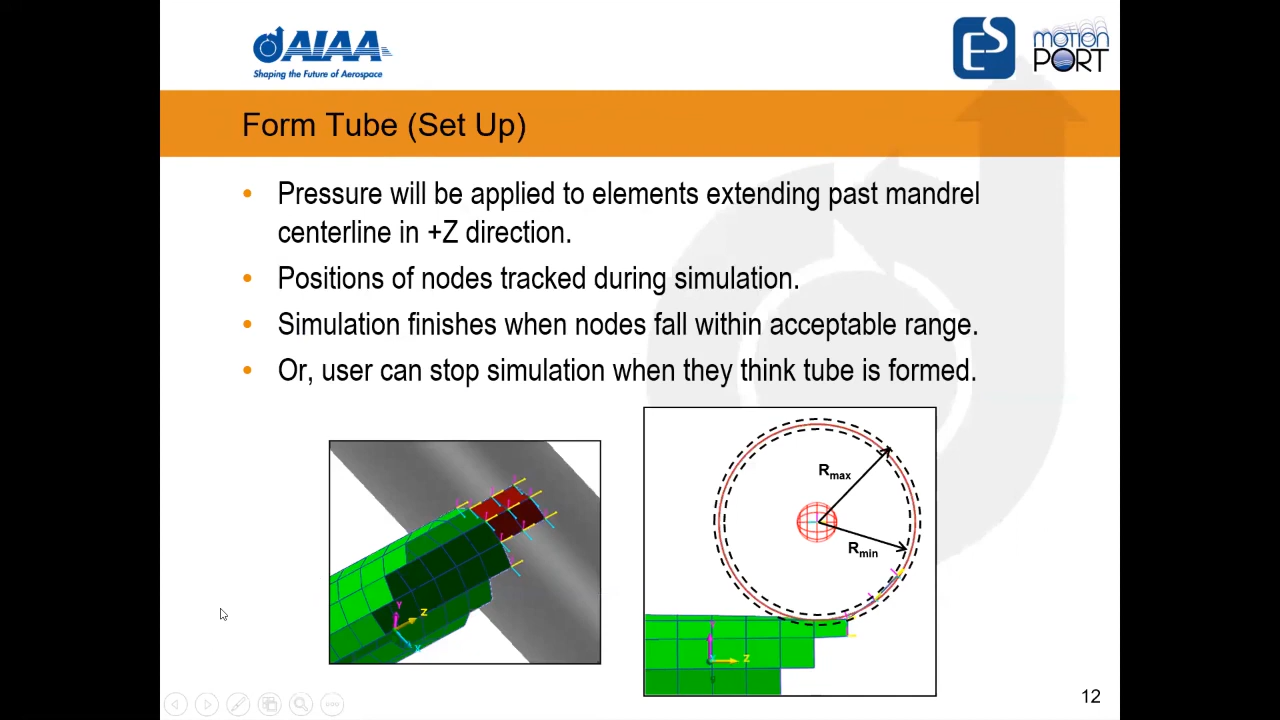 AIAA
Shaping the Future of Aerospace
ES
MOTION
PORT
Form Tube (Set Up)
• Pressure will be applied to elements extending past mandrel
centerline in +Z direction.
• Positions of nodes tracked during simulation.
• Simulation finishes when nodes fall within acceptable range.
• Or, user can stop simulation when they think tube is formed.
Rmax
Rmin
Y
Z
X
Z
12